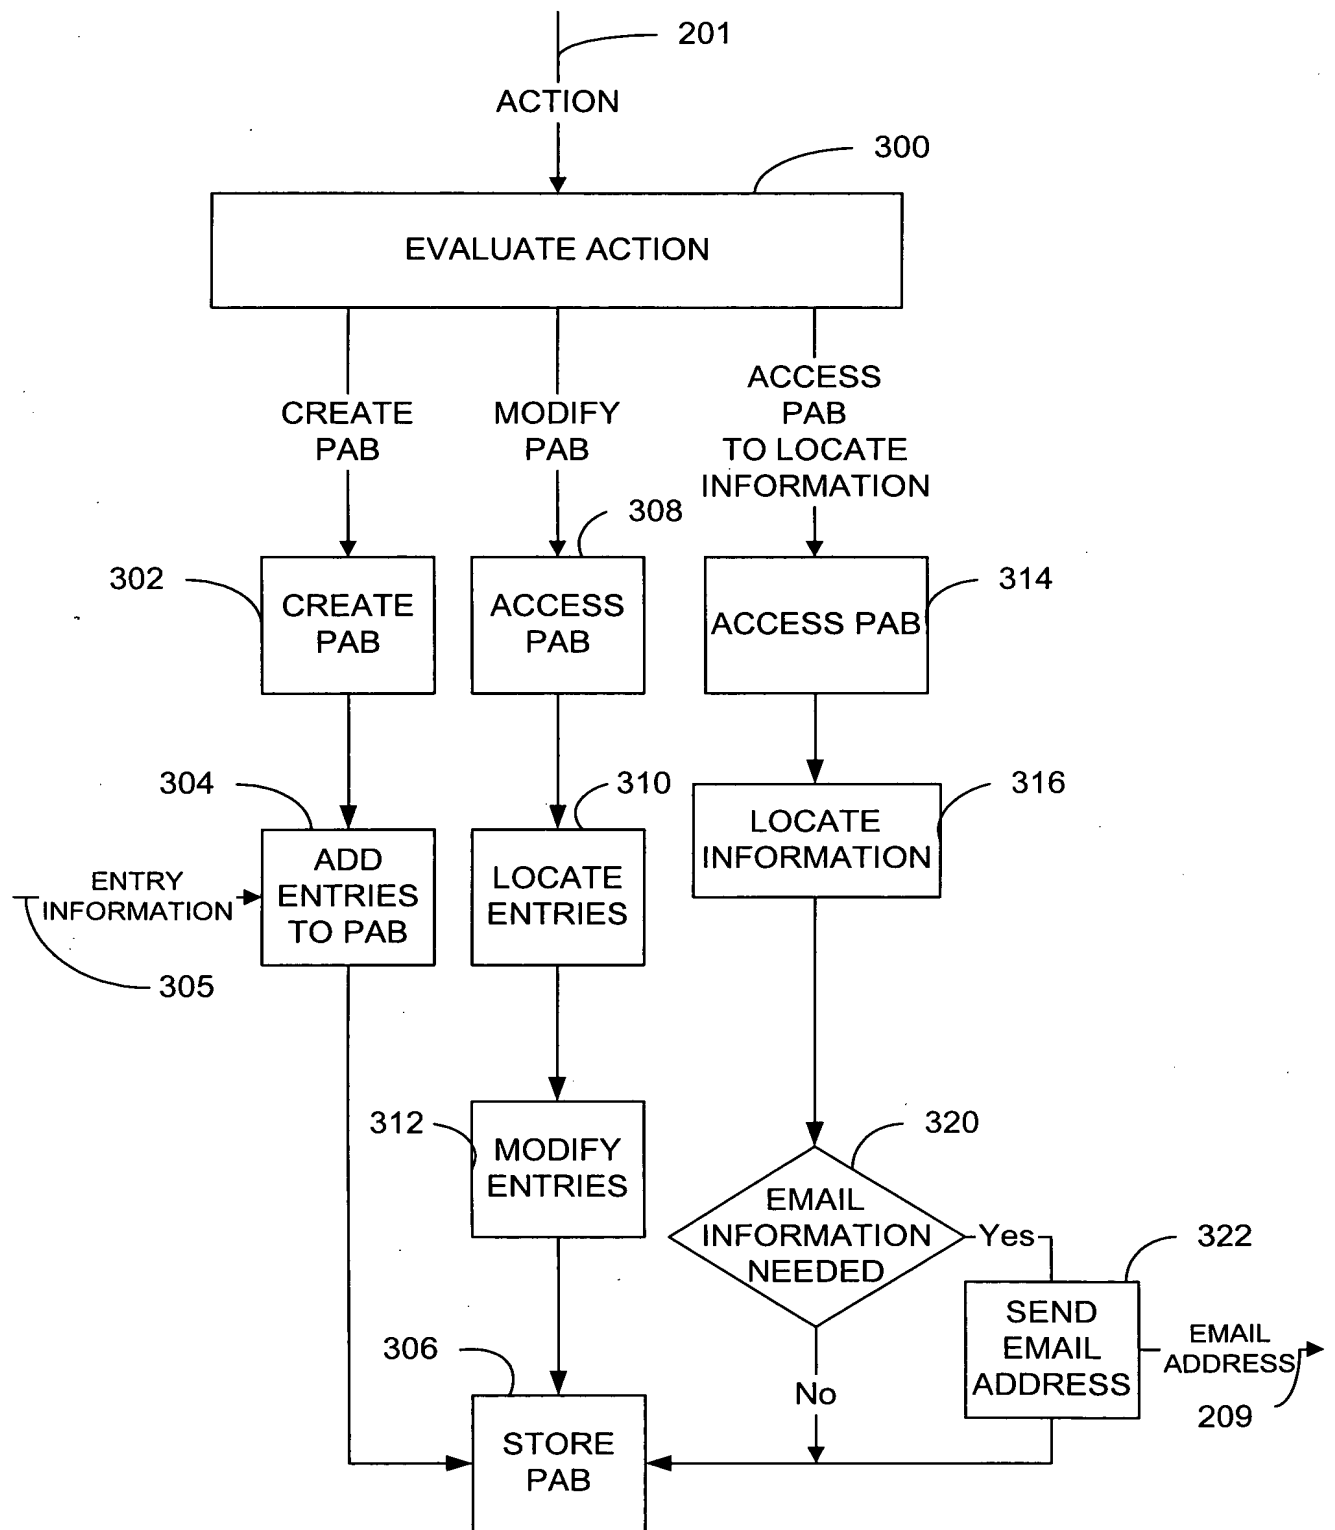 201
ACTION
300
EVALUATE ACTION
CREATE
PAB
MODIFY
PAB
ACCESS
PAB
TO LOCATE
INFORMATION
302
CREATE
PAB
308
ACCESS
PAB
314
ACCESS PAB
304
ADD
ENTRIES
TO PAB
ENTRY
INFORMATION
305
310
LOCATE
ENTRIES
316
LOCATE
INFORMATION
312
MODIFY
ENTRIES
320
EMAIL
INFORMATION
NEEDED
Yes
322
SEND
EMAIL
ADDRESS
EMAIL
ADDRESS
209
No
306
STORE
PAB